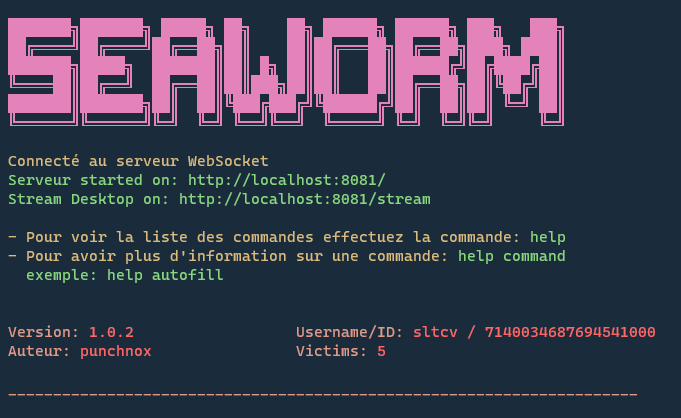 SEAWORM
Connecté au serveur WebSocket
Serveur started on: http://localhost:8081/
Stream Desktop on: http://localhost:8081/stream
- Pour voir la liste des commandes effectuez la commande: help
- Pour avoir plus d'information sur une commande: help command
exemple: help autofill
Version: 1.0.2 Username/ID: sltcv / 7140034687694541000
Auteur: punchnox Victims: 5